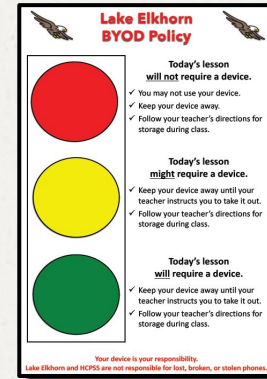 Lake Elkhorn
BYOD Policy
Today's lesson
will not require a device.
✓ You may not use your device.
✓ Keep your device away.
✓ Follow your teacher's directions for
storage during class.
Today's lesson
might require a device.
✓ Keep your device away until your
teacher instructs you to take it out.
✓ Follow your teacher's directions for
storage during class.
Today's lesson
will require a device.
✓ Keep your device away until your
teacher instructs you to take it out.
✓ Follow your teacher's directions for
storage during class.
Your device is your responsibility.
Lake Elkhorn and HCPSS are not responsible for lost, broken, or stolen phones.